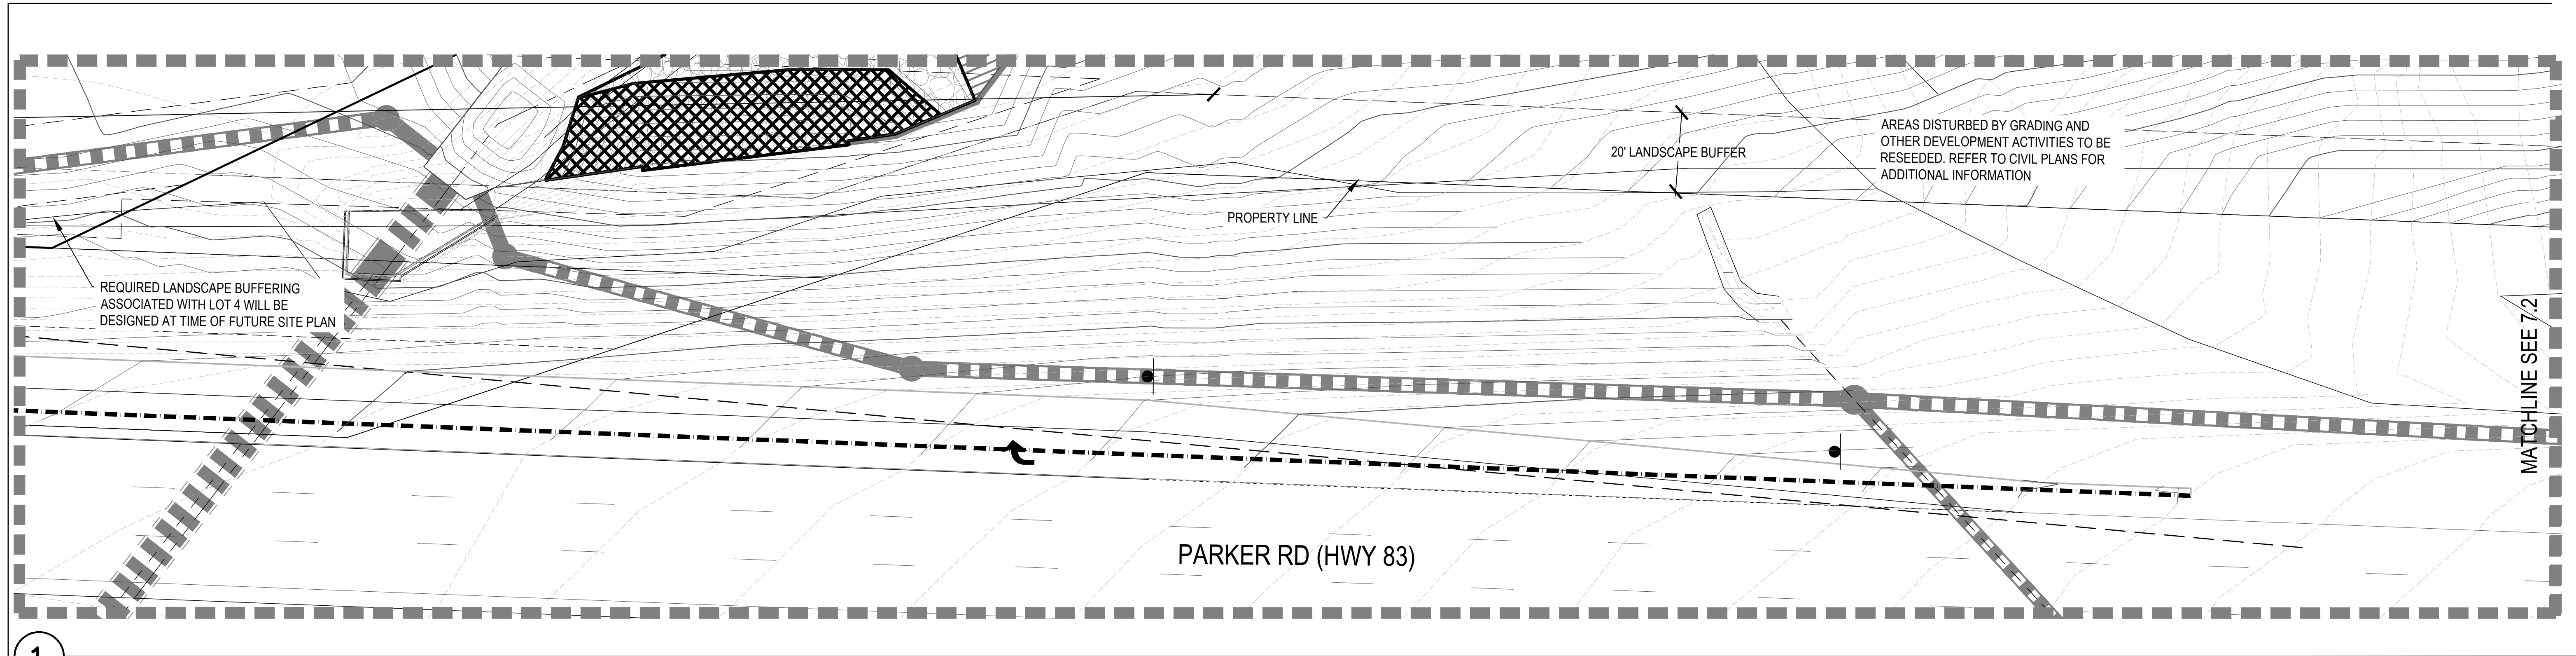 AREAS DISTURBED BY GRADING AND
OTHER DEVELOPMENT ACTIVITIES TO BE
RESEEDED. REFER TO CIVIL PLANS FOR
ADDITIONAL INFORMATION
20' LANDSCAPE BUFFER
PROPERTY LINE
REQUIRED LANDSCAPE BUFFERING
ASSOCIATED WITH LOT 4 WILL BE
DESIGNED AT TIME OF FUTURE SITE PLAN
MATCHLINE SEE 7.2
PARKER RD (HWY 83)
1